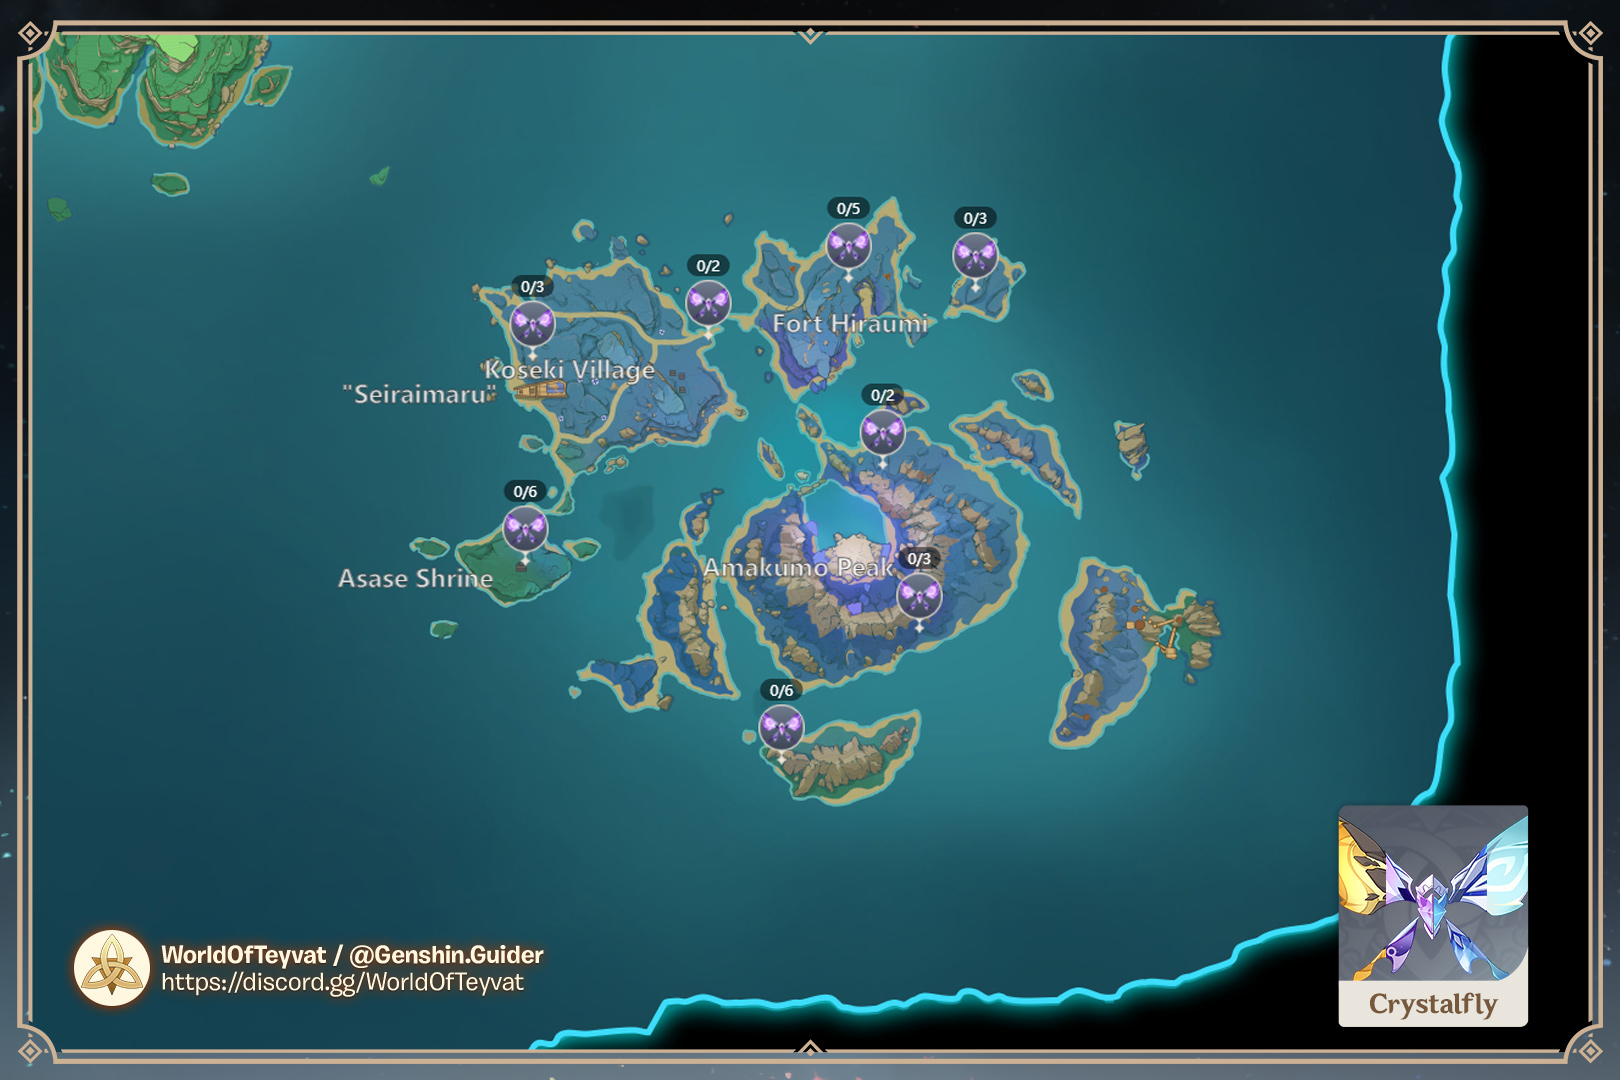 0/5
0/3
0/2
0/3
Fort Hiraumi
Koseki Village
"Seiraimaru"
0/2
0/6
Amakumo Peak
0/3
Asase Shrine
0/6
WorldOfTeyvat / @Genshin.Guider
https://discord.gg/WorldOfTeyvat
Crystalfly